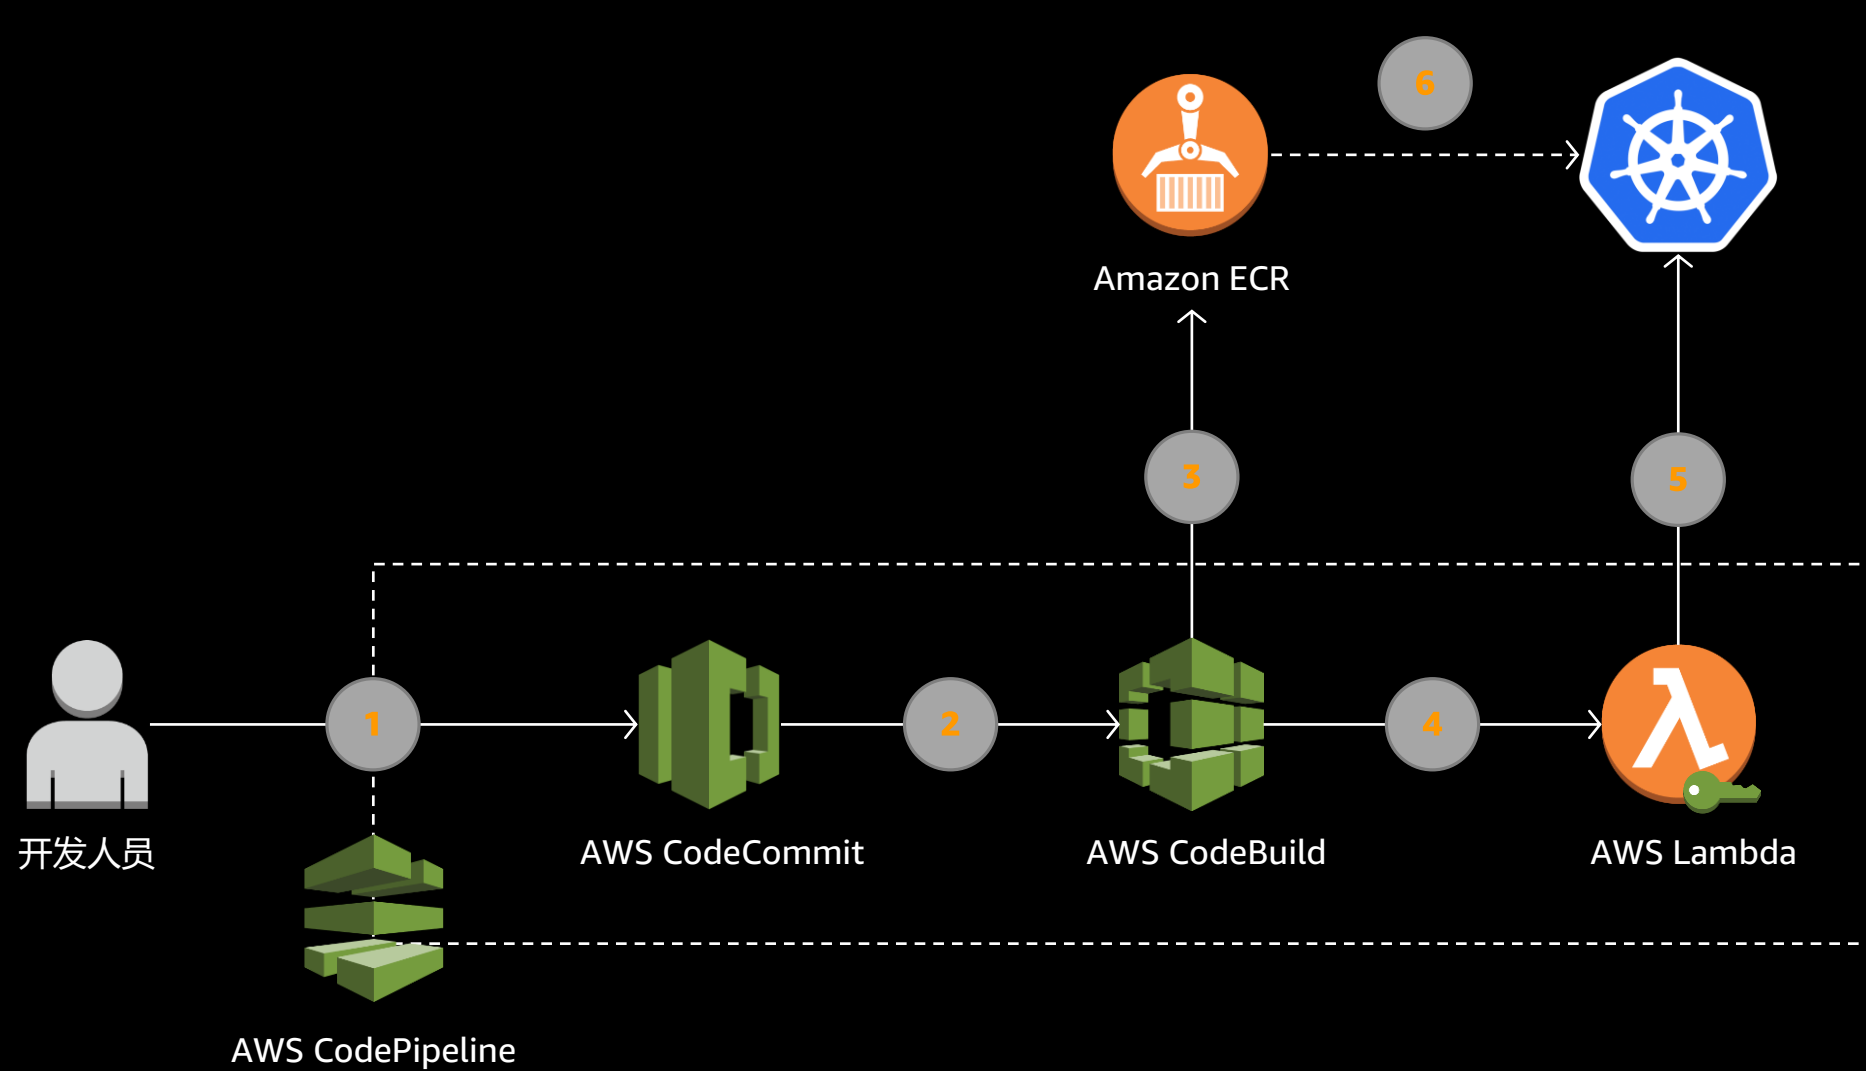 6
Amazon ECR
3
5
1
2
4
开发人员
AWS CodeCommit
AWS CodeBuild
AWS Lambda
AWS CodePipeline